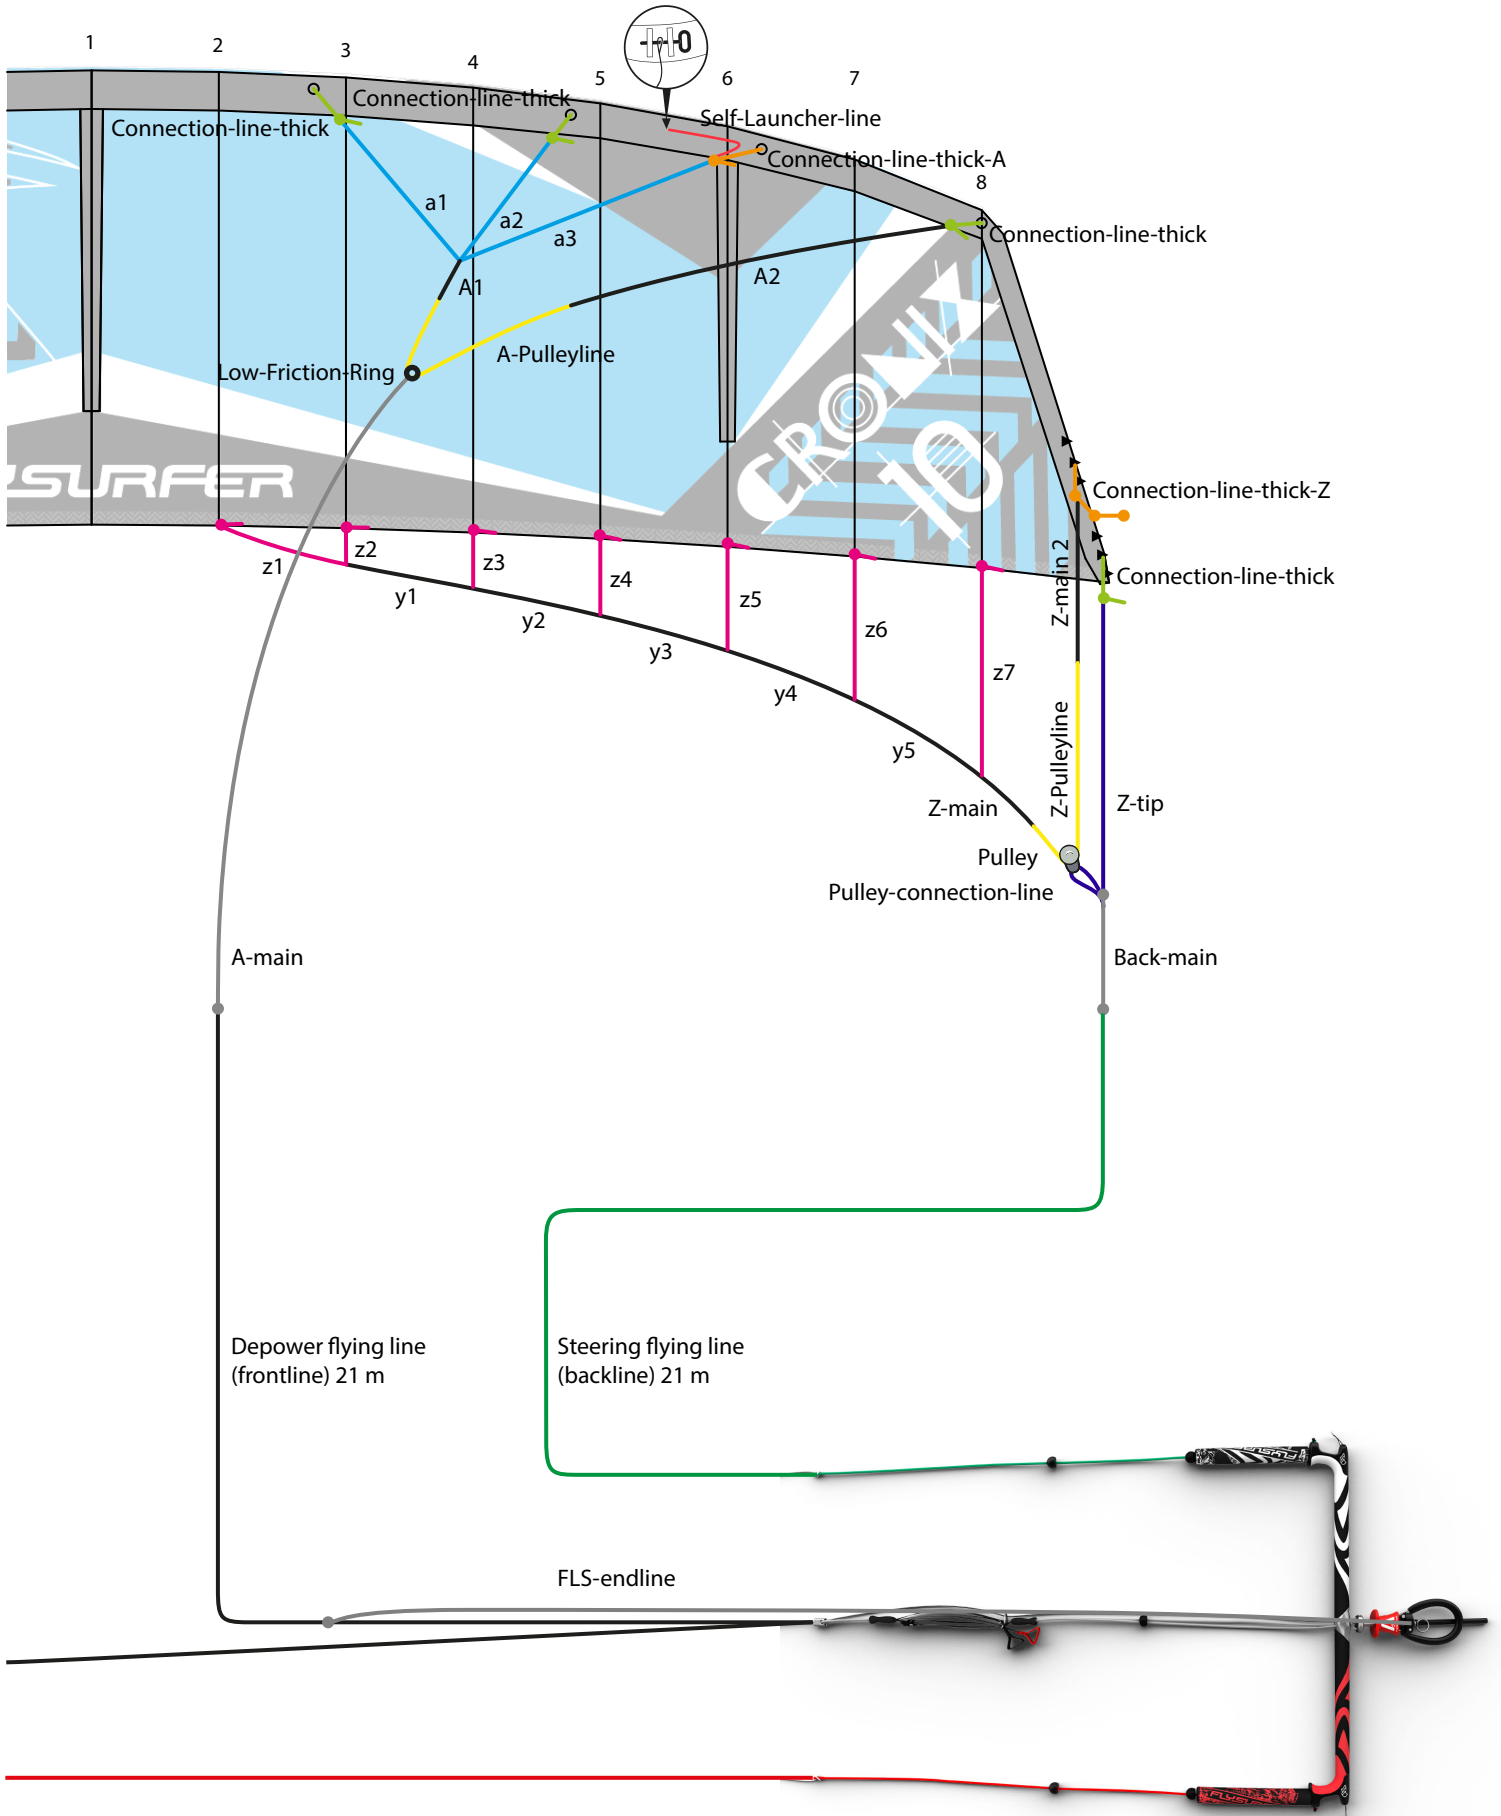 1
2
3
4
5
6
7
8
Connection-line-thick
Connection-line-thick
Self-Launcher-line
Connection-line-thick-A
Connection-line-thick
a1
a2
a3
A1
A2
A-Pulleyline
Low-Friction-Ring
CRONIX
10
SURFER
Connection-line-thick-Z
Connection-line-thick
z1
z2
z3
z4
z5
z6
z7
y1
y2
y3
y4
y5
Z-main 2
Z-Pulleyline
Z-main
Z-tip
Pulley
Pulley-connection-line
A-main
Back-main
Depower flying line
(frontline) 21 m
Steering flying line
(backline) 21 m
FLS-endline